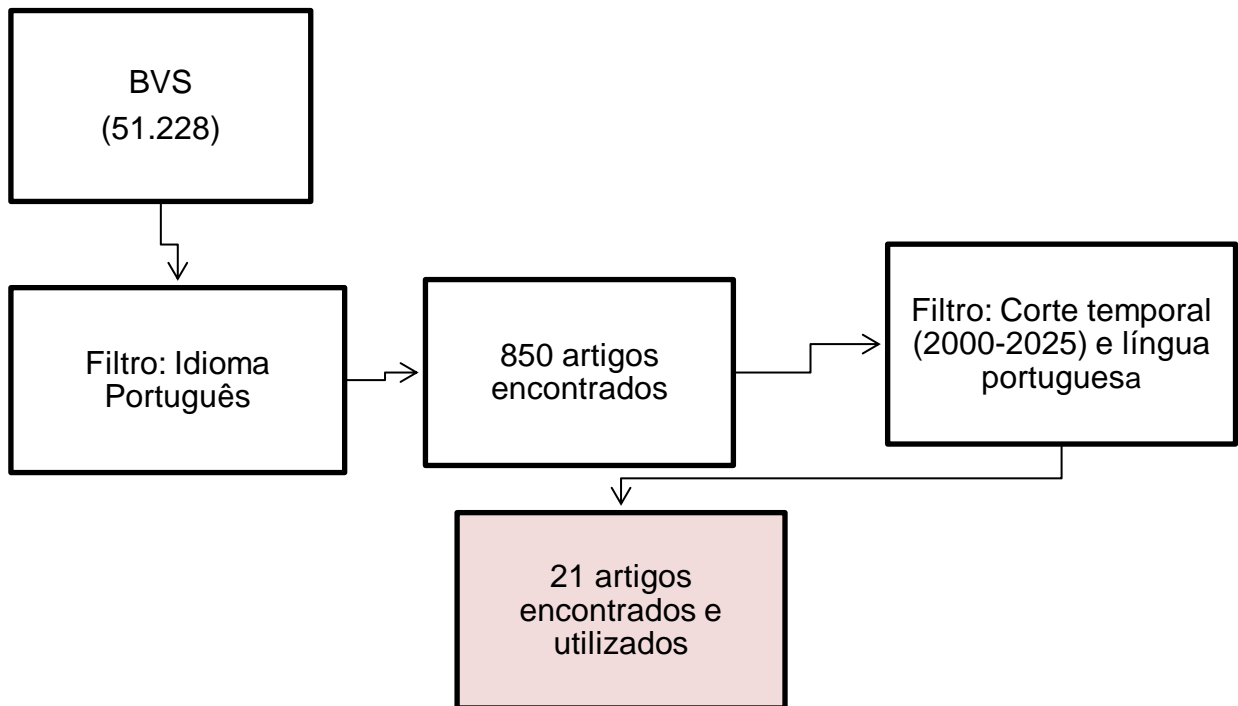 BVS
(51.228)
Filtro: Idioma
Português
850 artigos
encontrados
Filtro: Corte temporal
(2000-2025) e língua
portuguesa
21 artigos
encontrados e
utilizados